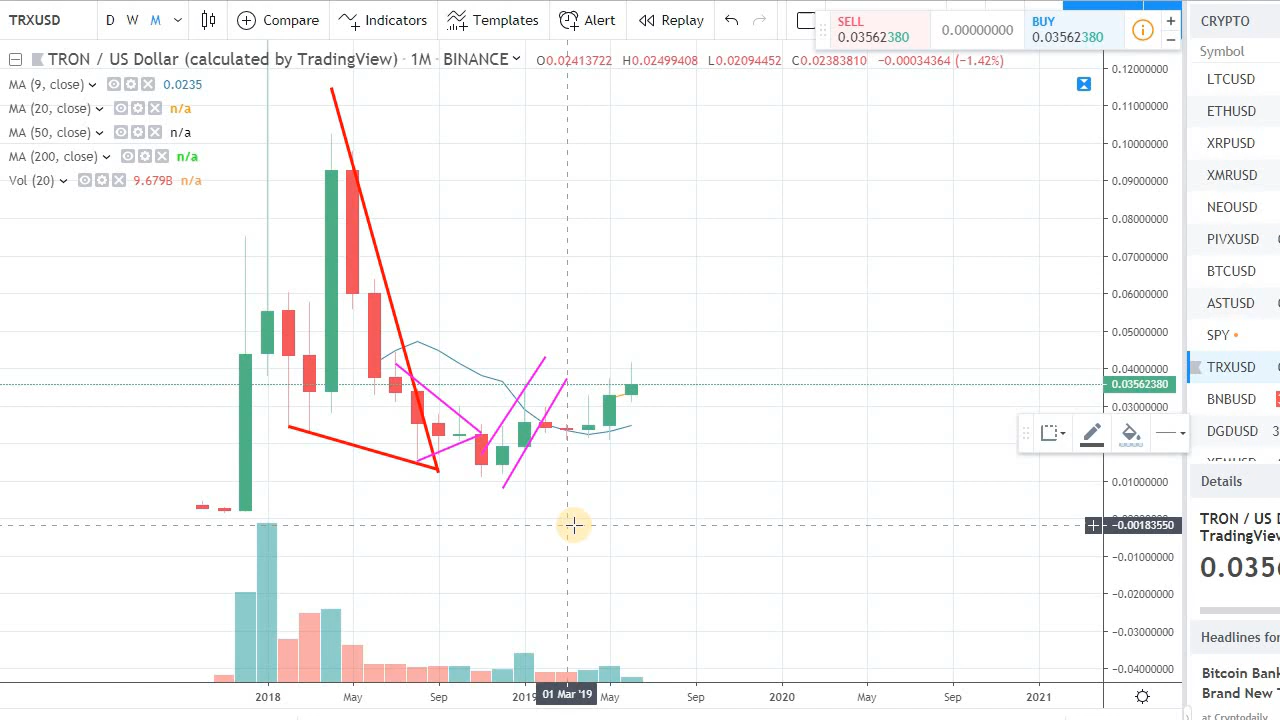 TRXUSD D W M Compare Indicators Templates Alert Replay
SELL 0.03562380 0.00000000 BUY 0.03562380
TRON / US Dollar (calculated by TradingView) · 1M · BINANCE O0.02413722 H0.02499408 L0.02094452 C0.02383810 −0.00034364 (−1.42%)
MA (9, close) 0.0235
MA (20, close) n/a
MA (50, close) n/a
MA (200, close) n/a
Vol (20) 9.679B n/a
0.12000000
0.11000000
0.10000000
0.09000000
0.08000000
0.07000000
0.06000000
0.05000000
0.04000000
0.03562380
0.03000000
0.01000000
−0.00183550
−0.01000000
−0.02000000
−0.03000000
−0.04000000
2018 May Sep 2019 01 Mar '19 May Sep 2020 May Sep 2021
CRYPTO
Symbol
LTCUSD
ETHUSD
XRPUSD
XMRUSD
NEOUSD
PIVXUSD
BTCUSD
ASTUSD
SPY
TRXUSD
BNBUSD
DGDUSD 3
Details
TRON / US D
TradingView
0.035
Headlines for
Bitcoin Bank
Brand New T
at Cryptodaily